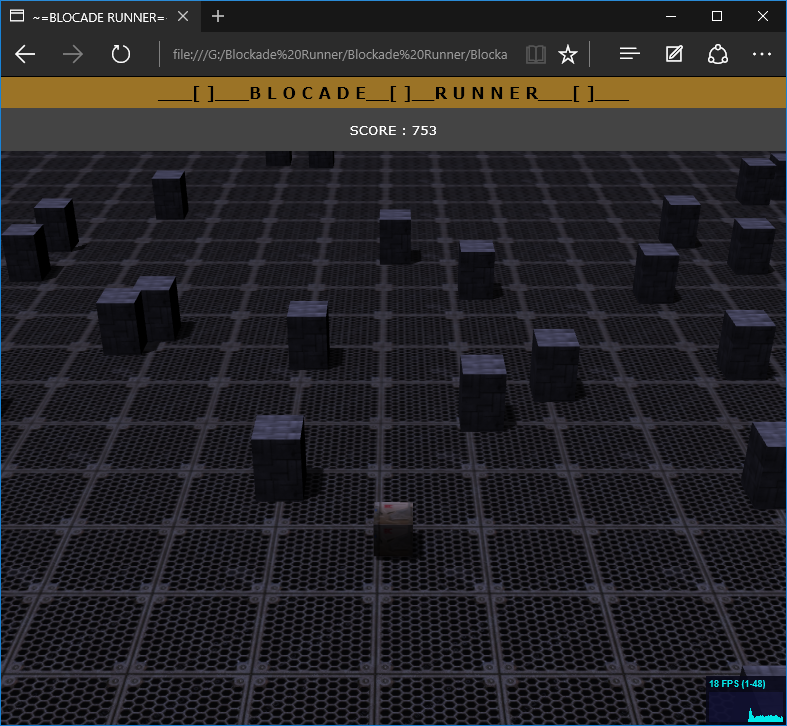 ~=BLOCADE RUNNER=
file:///G:/Blockade%20Runner/Blockade%20Runner/Blocka
___[ ]___B L O C A D E__[ ]__R U N N E R___[ ]___
SCORE : 753
18 FPS (1-48)